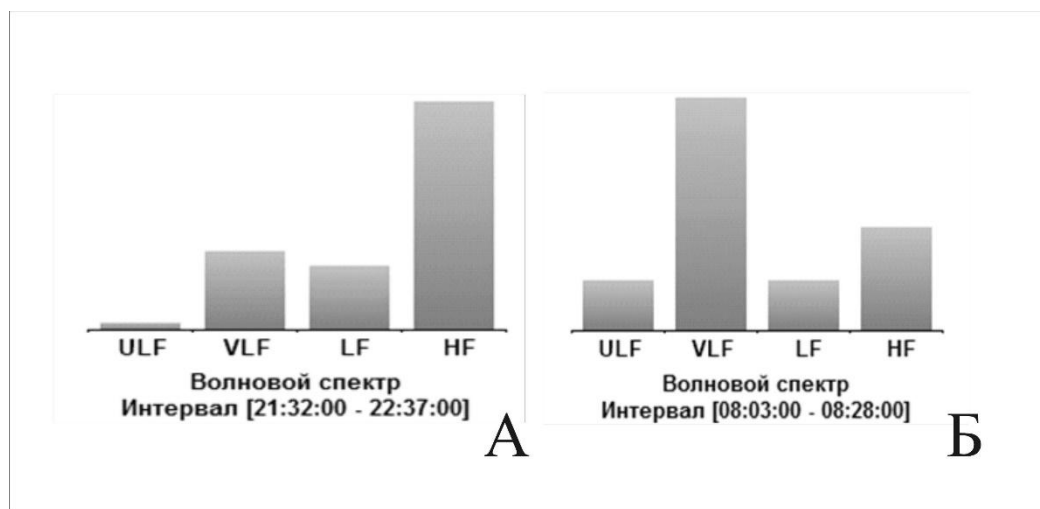 ULF VLF LF HF
Волновой спектр
Интервал [21:32:00 - 22:37:00]
А
ULF VLF LF HF
Волновой спектр
Интервал [08:03:00 - 08:28:00]
Б